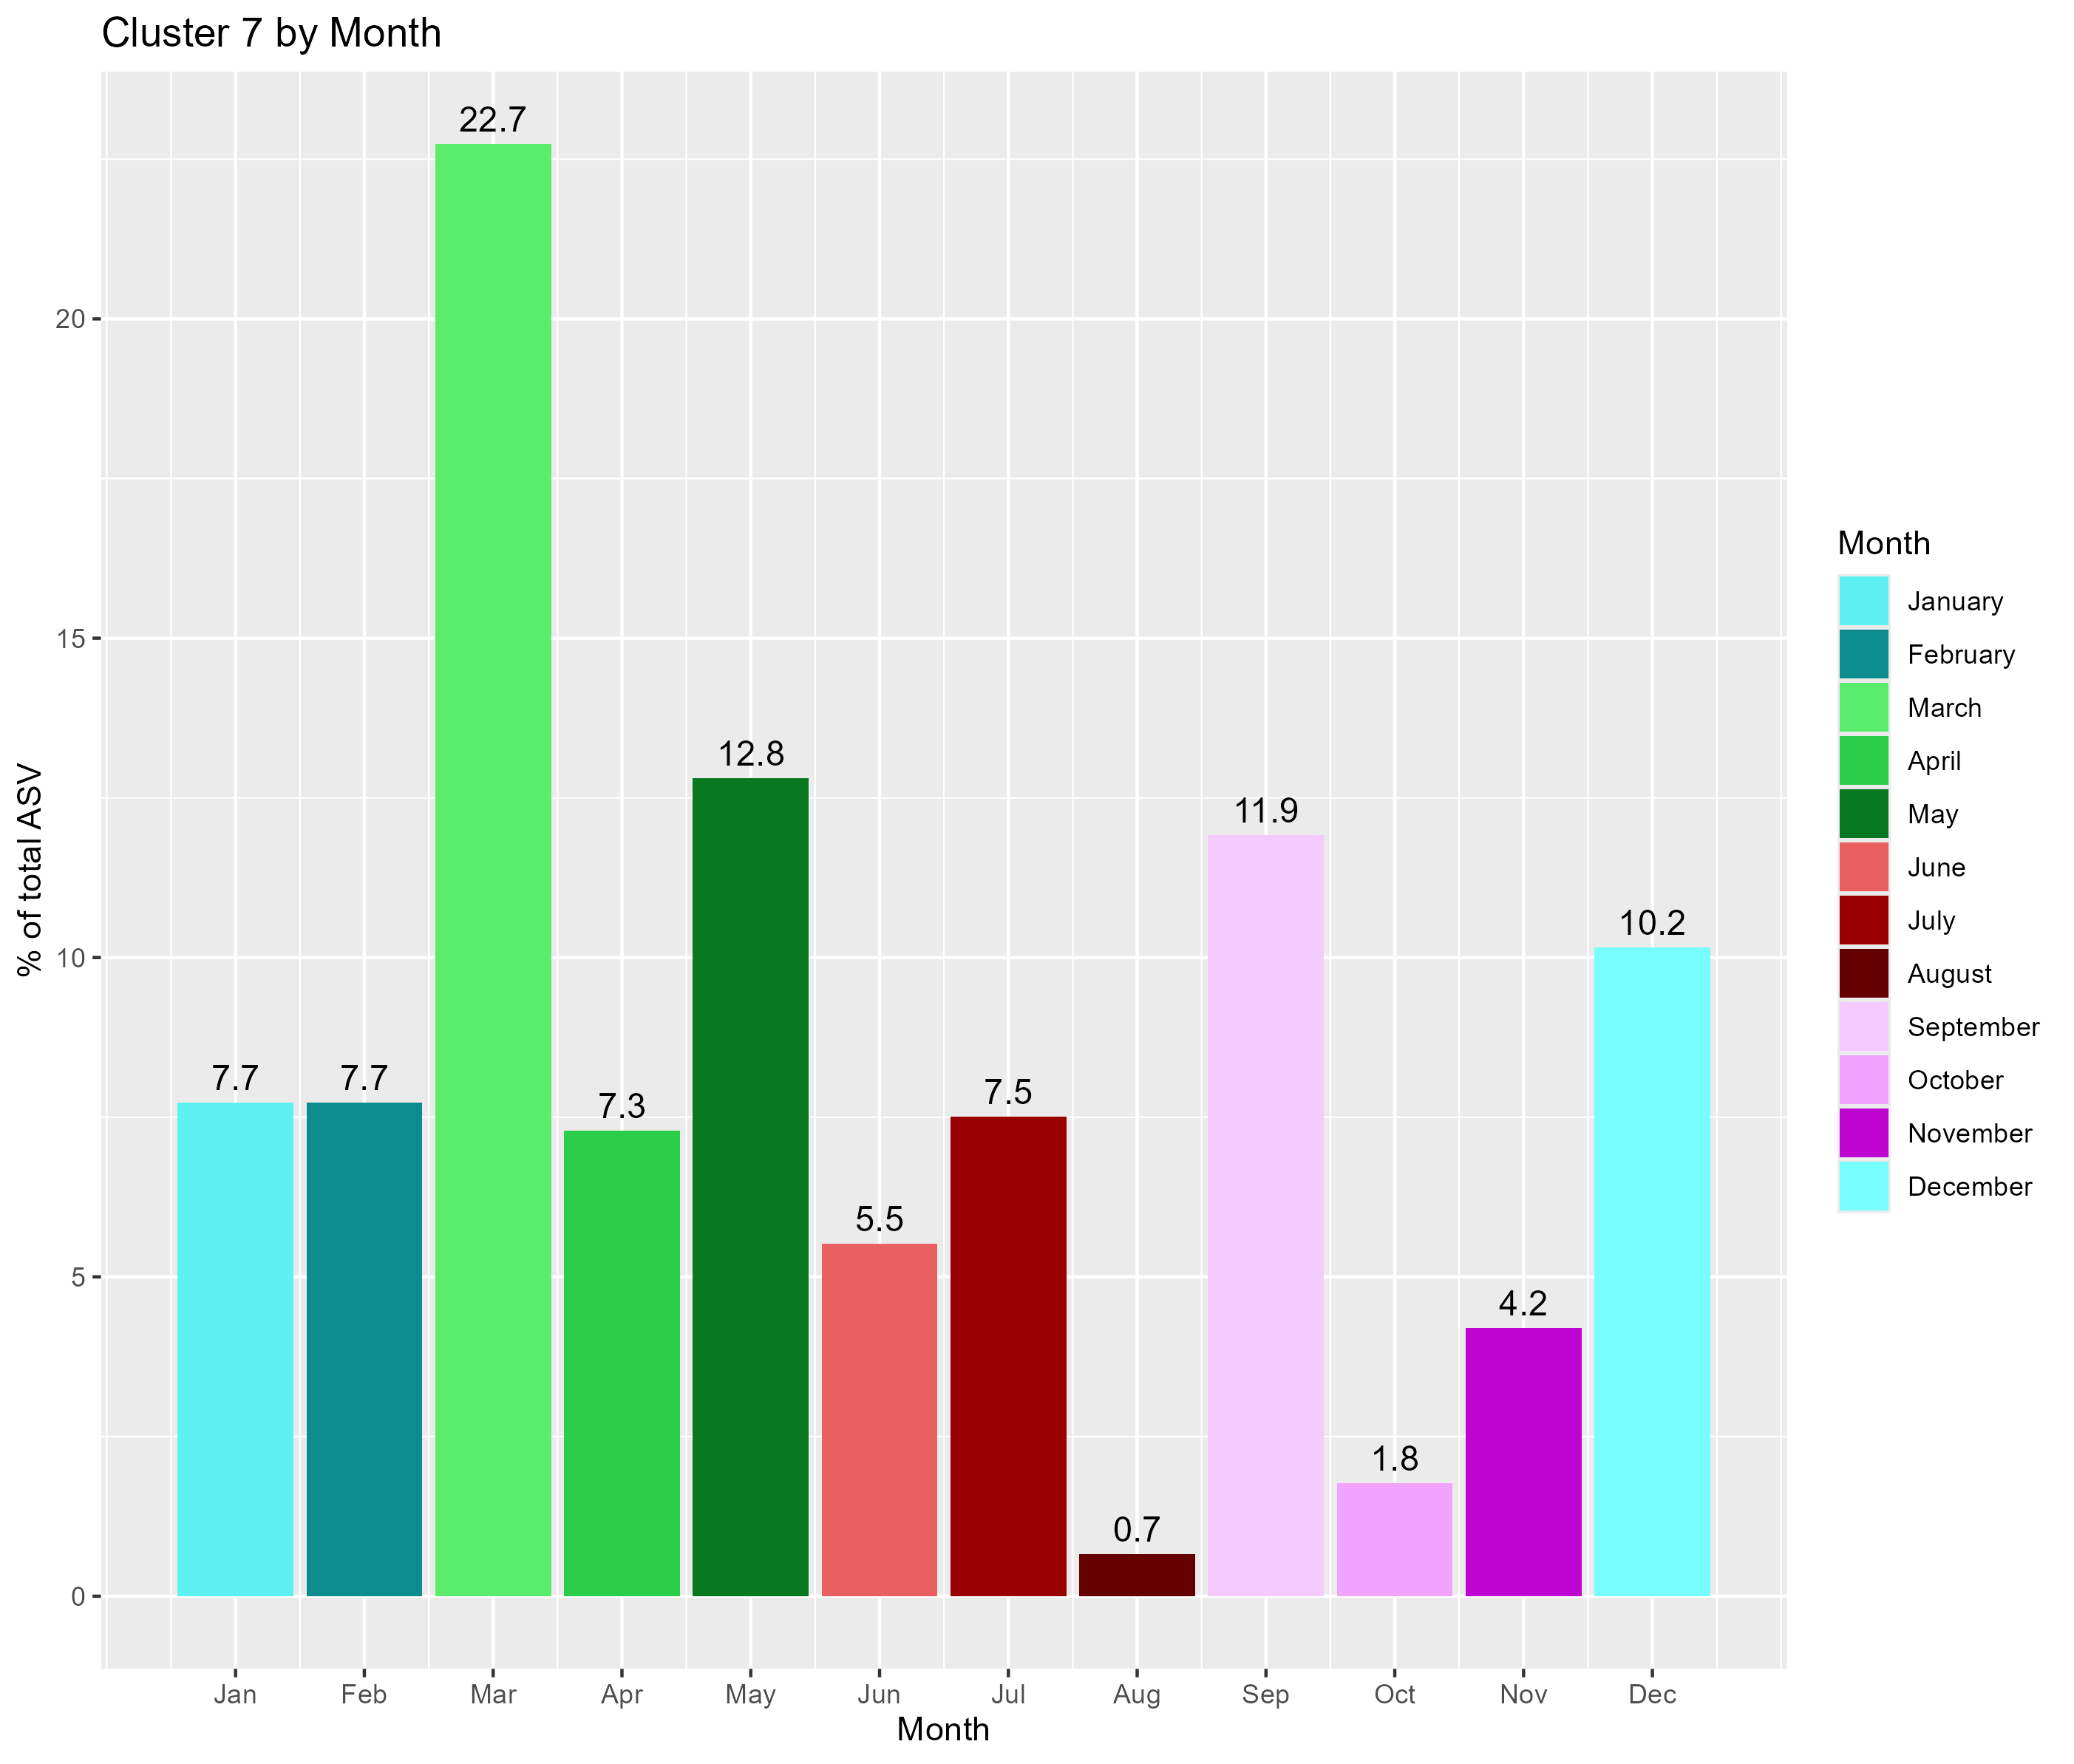 Cluster 7 by Month
% of total ASV
20
15
10
5
0
22.7
12.8
11.9
10.2
7.7
7.7
7.3
7.5
5.5
4.2
1.8
0.7
Jan Feb Mar Apr May Jun Jul Aug Sep Oct Nov Dec
Month
Month
January
February
March
April
May
June
July
August
September
October
November
December